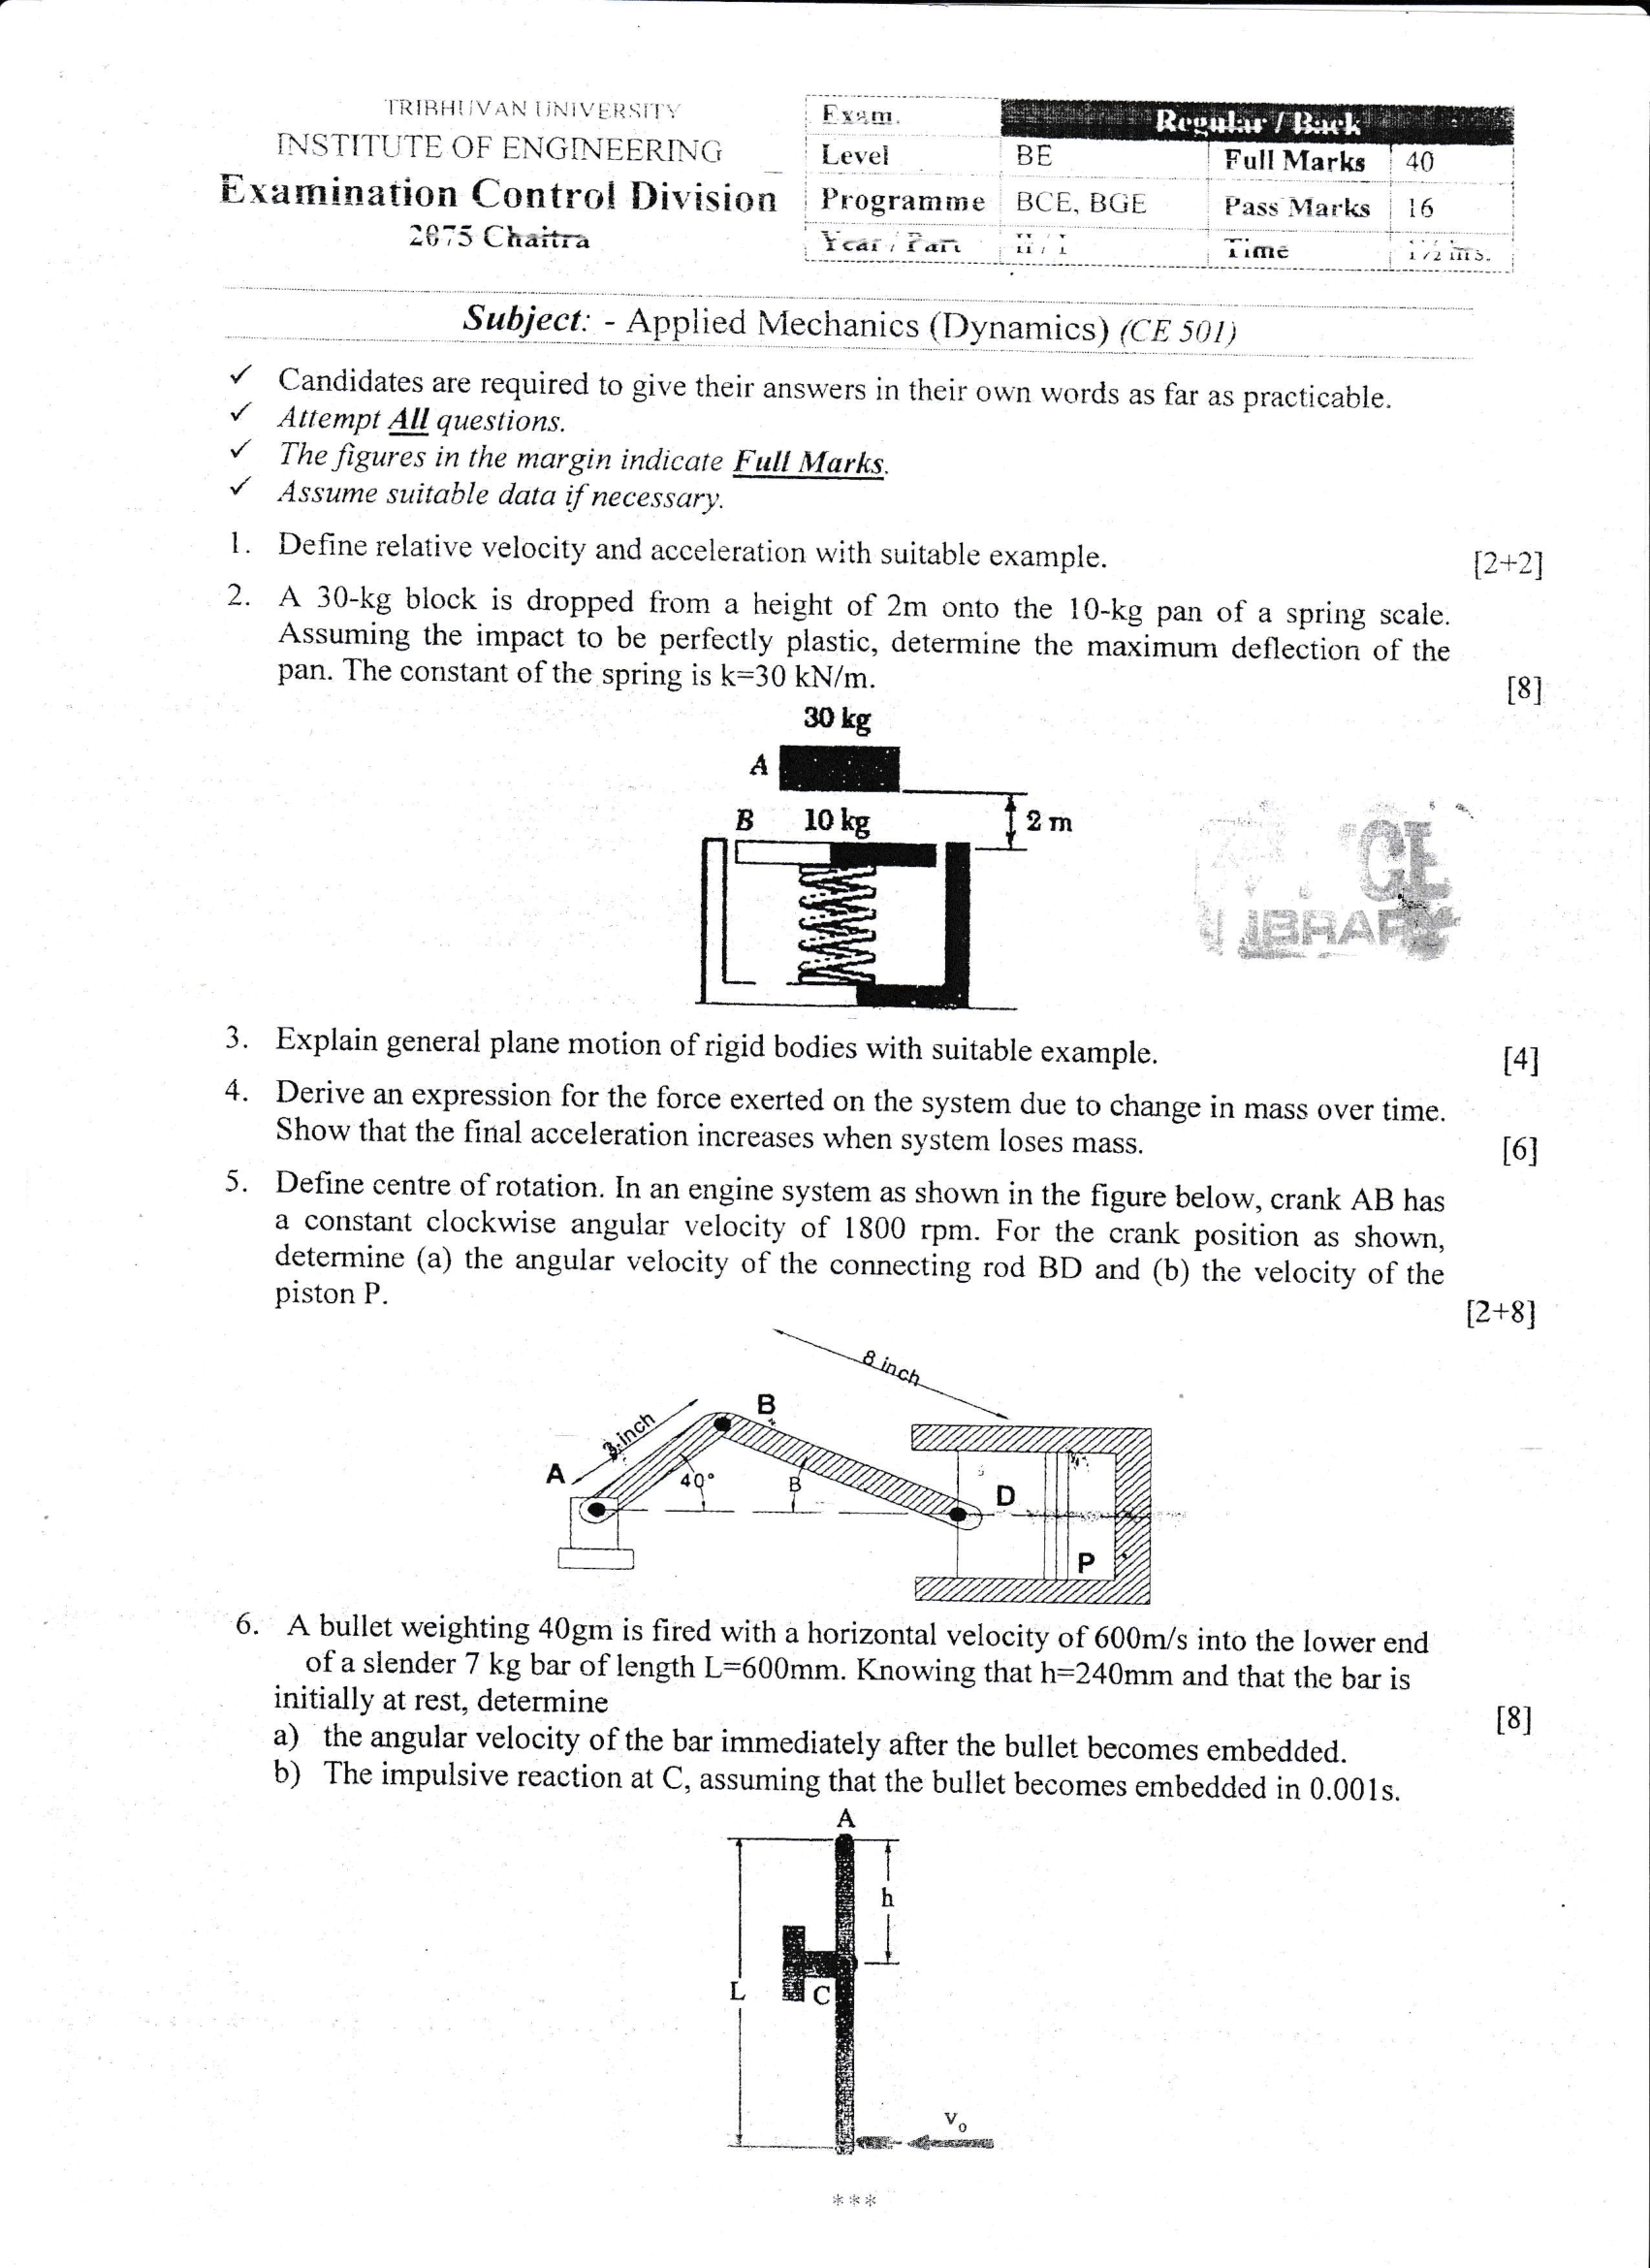 TRIBHUVAN UNIVERSITY
INSTITUTE OF ENGINEERING
Examination Control Division
2075 Chaitra
Exam. Regular / Back
Level BE Full Marks 40
Programme BCE, BGE Pass Marks 16
Year / Part II / I Time 1½ hrs.
Subject: - Applied Mechanics (Dynamics) (CE 501)
✓ Candidates are required to give their answers in their own words as far as practicable.
✓ Attempt All questions.
✓ The figures in the margin indicate Full Marks.
✓ Assume suitable data if necessary.
1. Define relative velocity and acceleration with suitable example. [2+2]
2. A 30-kg block is dropped from a height of 2m onto the 10-kg pan of a spring scale.
Assuming the impact to be perfectly plastic, determine the maximum deflection of the
pan. The constant of the spring is k=30 kN/m. [8]
30 kg
A
B 10 kg 2 m
LIBRARY
3. Explain general plane motion of rigid bodies with suitable example. [4]
4. Derive an expression for the force exerted on the system due to change in mass over time.
Show that the final acceleration increases when system loses mass. [6]
5. Define centre of rotation. In an engine system as shown in the figure below, crank AB has
a constant clockwise angular velocity of 1800 rpm. For the crank position as shown,
determine (a) the angular velocity of the connecting rod BD and (b) the velocity of the
piston P. [2+8]
8 inch
B
3 inch
A
40°
B
D
P
6. A bullet weighting 40gm is fired with a horizontal velocity of 600m/s into the lower end
of a slender 7 kg bar of length L=600mm. Knowing that h=240mm and that the bar is
initially at rest, determine [8]
a) the angular velocity of the bar immediately after the bullet becomes embedded.
b) The impulsive reaction at C, assuming that the bullet becomes embedded in 0.001s.
A
h
L
C
vo
***